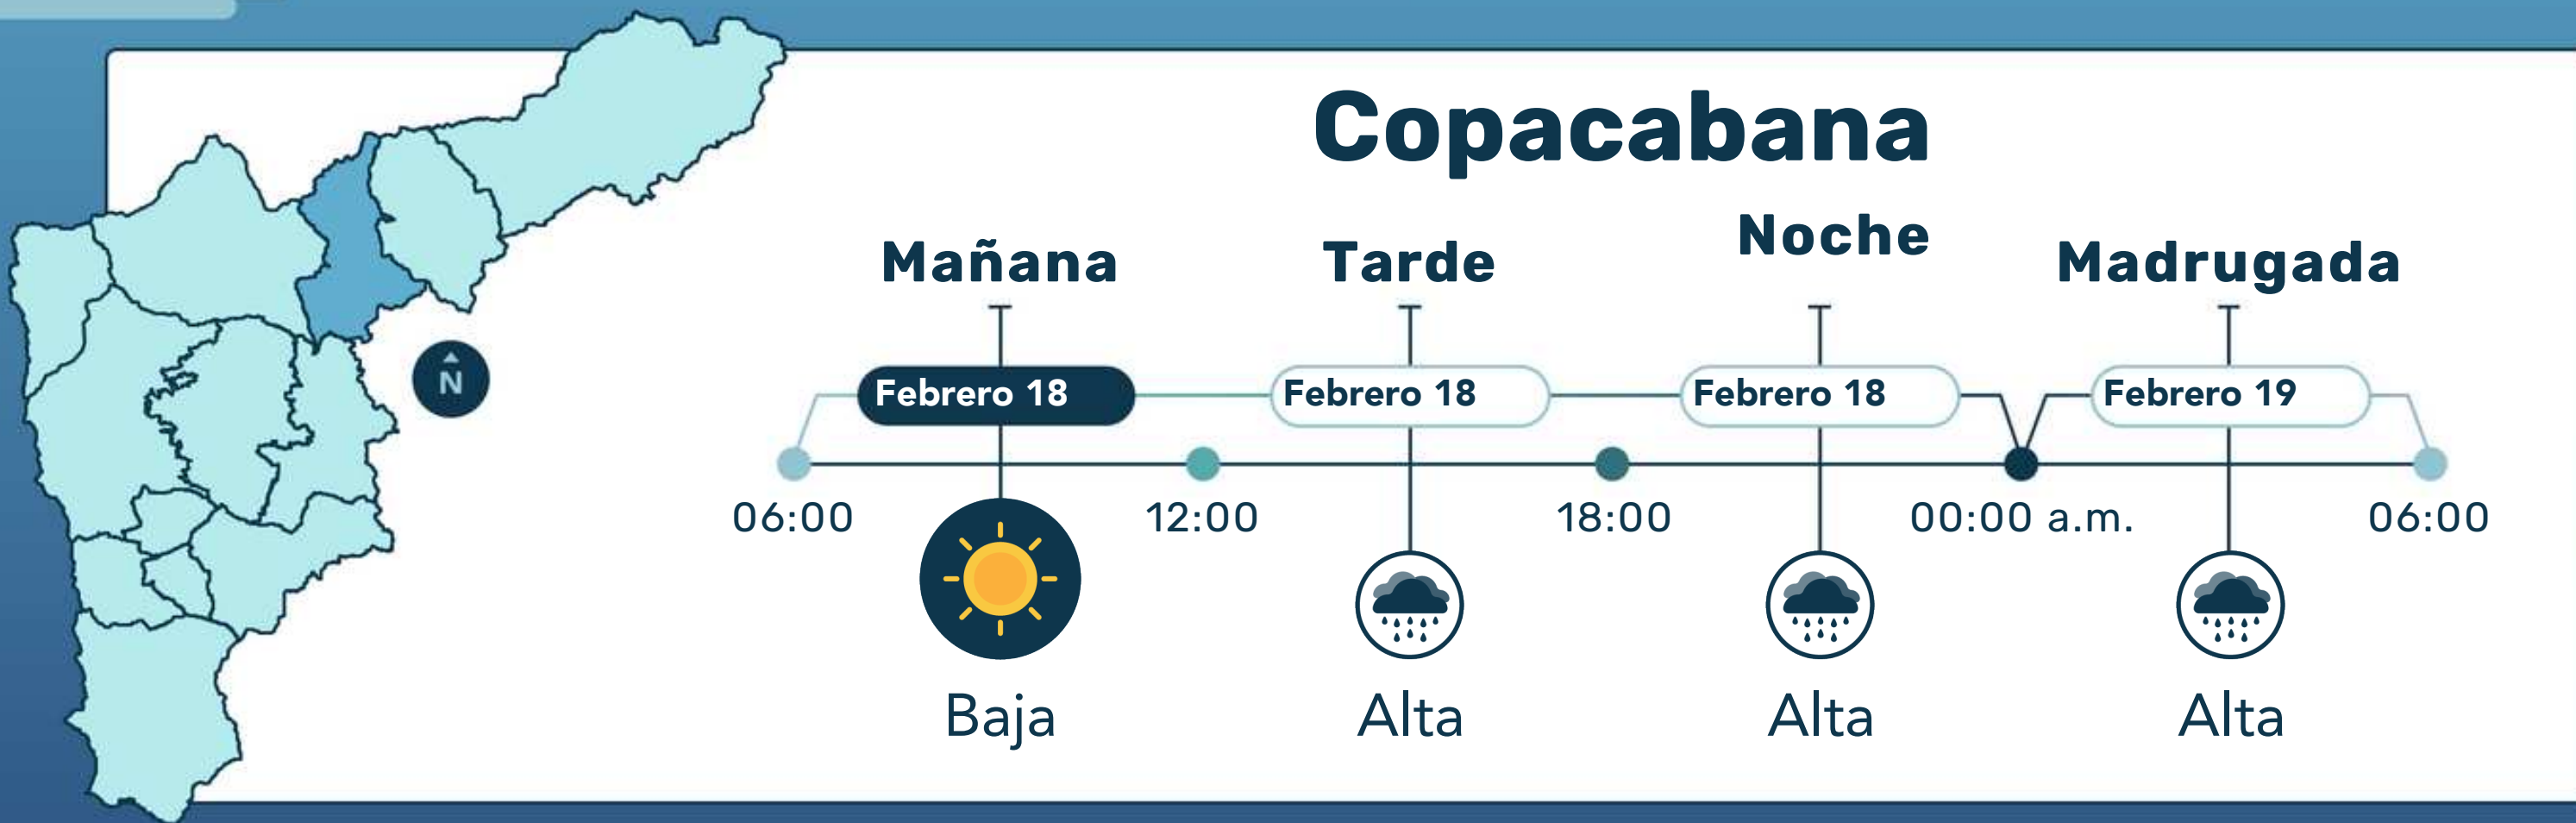 Copacabana
Mañana
Tarde
Noche
Madrugada
Febrero 18
Febrero 18
Febrero 18
Febrero 19
N
06:00
12:00
18:00
00:00 a.m.
06:00
Baja
Alta
Alta
Alta